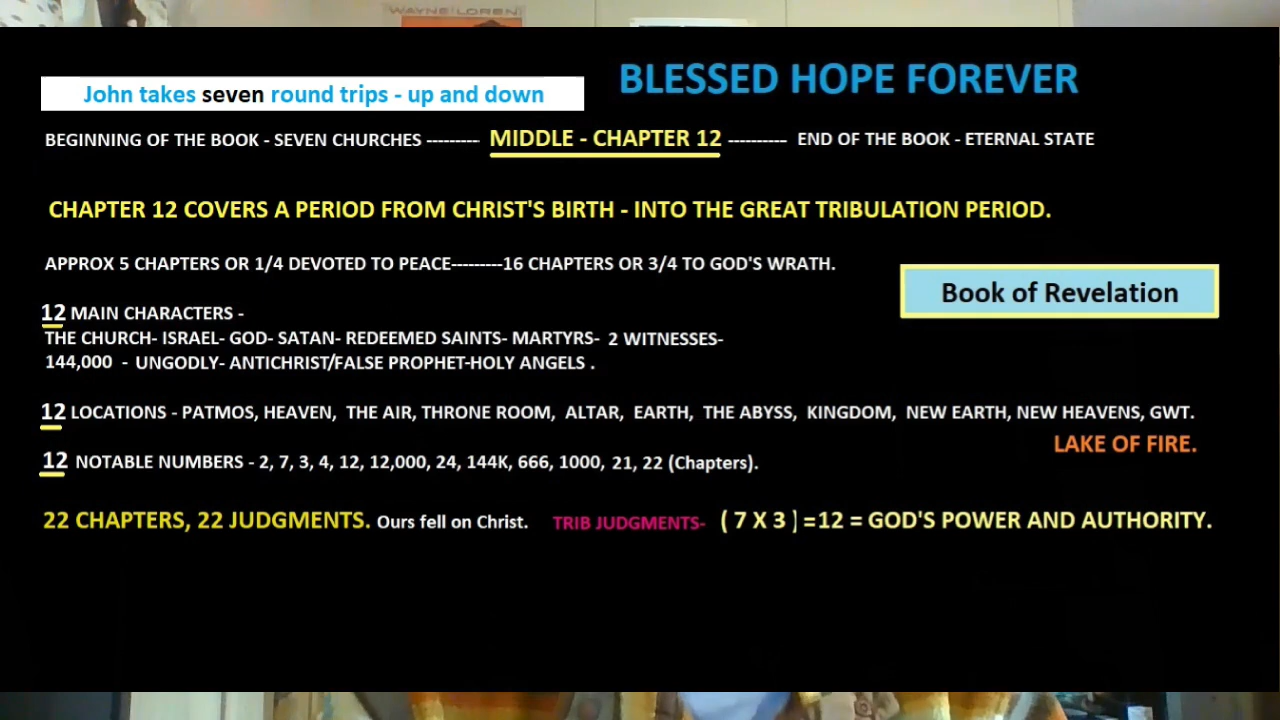 WAYNE LOREN
John takes seven round trips - up and down
BLESSED HOPE FOREVER
BEGINNING OF THE BOOK - SEVEN CHURCHES --------- MIDDLE - CHAPTER 12 ---------- END OF THE BOOK - ETERNAL STATE
CHAPTER 12 COVERS A PERIOD FROM CHRIST'S BIRTH - INTO THE GREAT TRIBULATION PERIOD.
APPROX 5 CHAPTERS OR 1/4 DEVOTED TO PEACE---------16 CHAPTERS OR 3/4 TO GOD'S WRATH.
Book of Revelation
12 MAIN CHARACTERS -
THE CHURCH- ISRAEL- GOD- SATAN- REDEEMED SAINTS- MARTYRS- 2 WITNESSES-
144,000 - UNGODLY- ANTICHRIST/FALSE PROPHET-HOLY ANGELS .
12 LOCATIONS - PATMOS, HEAVEN, THE AIR, THRONE ROOM, ALTAR, EARTH, THE ABYSS, KINGDOM, NEW EARTH, NEW HEAVENS, GWT.
LAKE OF FIRE.
12 NOTABLE NUMBERS - 2, 7, 3, 4, 12, 12,000, 24, 144K, 666, 1000, 21, 22 (Chapters).
22 CHAPTERS, 22 JUDGMENTS. Ours fell on Christ. TRIB JUDGMENTS- ( 7 X 3 ) =12 = GOD'S POWER AND AUTHORITY.